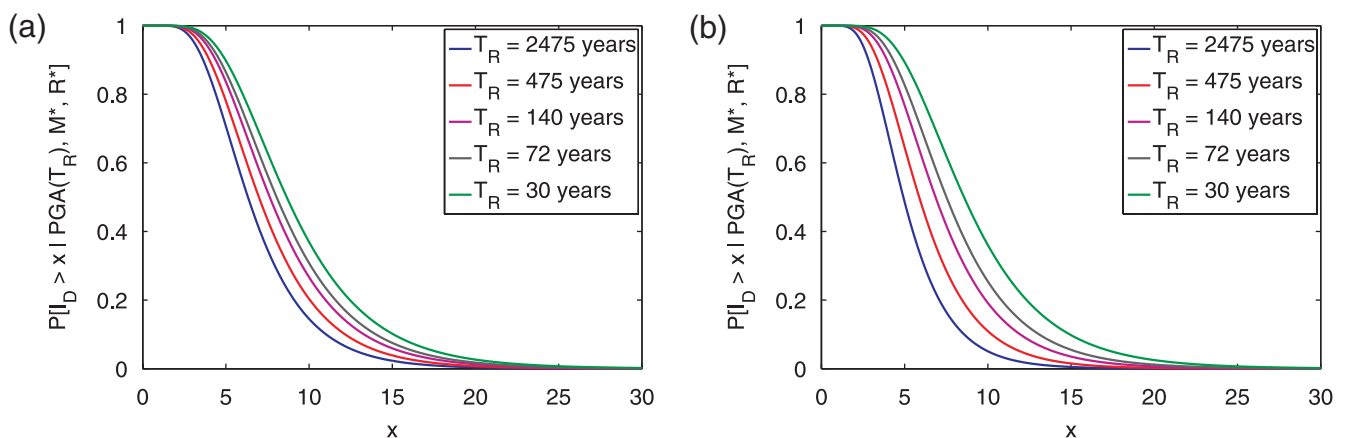 (a)
P[I_D > x | PGA(T_R), M*, R*]
1
0.8
0.6
0.4
0.2
0
0 5 10 15 20 25 30
x
T_R = 2475 years
T_R = 475 years
T_R = 140 years
T_R = 72 years
T_R = 30 years
(b)
P[I_D > x | PGA(T_R), M*, R*]
1
0.8
0.6
0.4
0.2
0
0 5 10 15 20 25 30
x
T_R = 2475 years
T_R = 475 years
T_R = 140 years
T_R = 72 years
T_R = 30 years